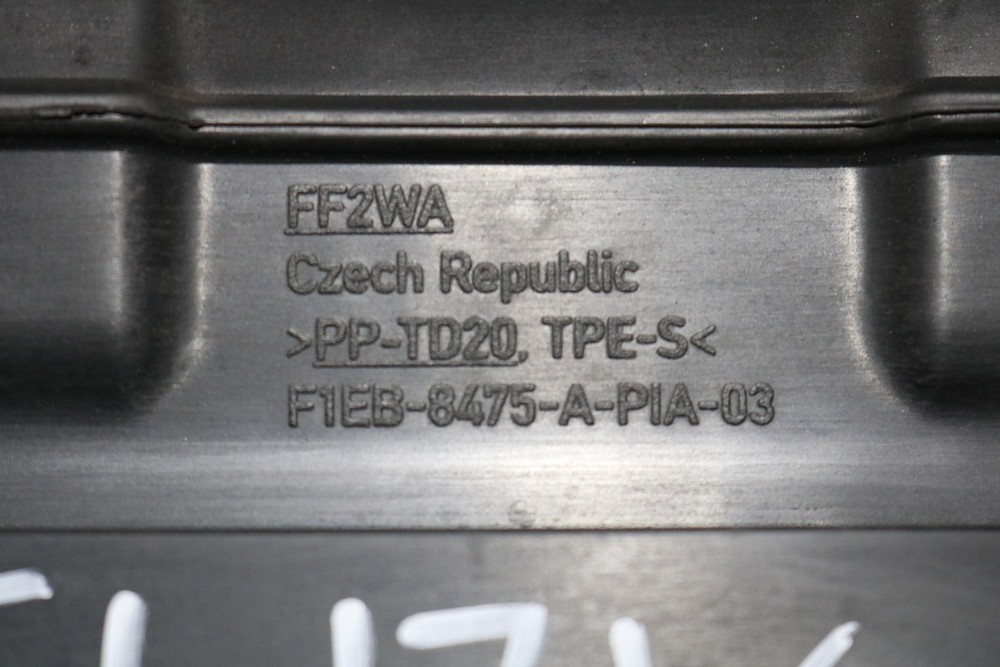 FF2WA
Czech Republic
>PP-TD20, TPE-S<
F1EB-8475-A-PIA-03